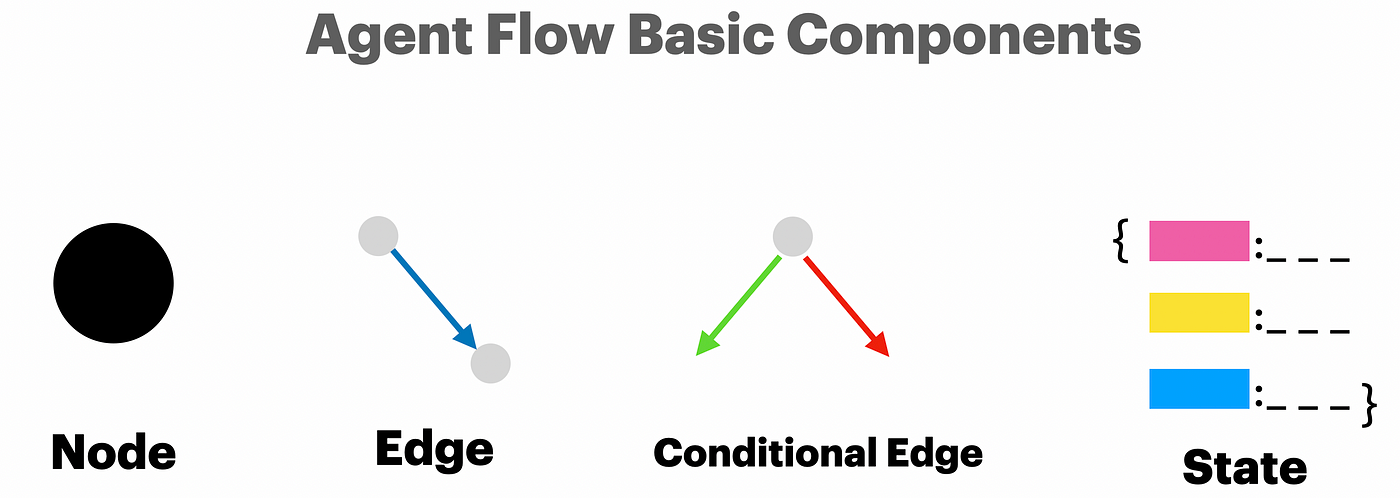 Agent Flow Basic Components
{ :_ _ _
:_ _ _
:_ _ _ }
Node
Edge
Conditional Edge
State